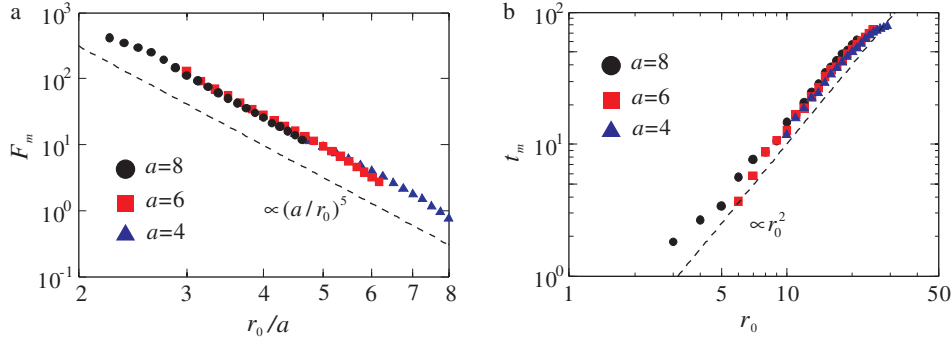 a
F_m
10^3
10^2
10^1
10^0
10^-1
a=8
a=6
a=4
∝(a/r_0)^5
2
3
4
5
6
7
8
r_0/a
b
t_m
10^2
10^1
10^0
a=8
a=6
a=4
∝r_0^2
1
5
10
50
r_0